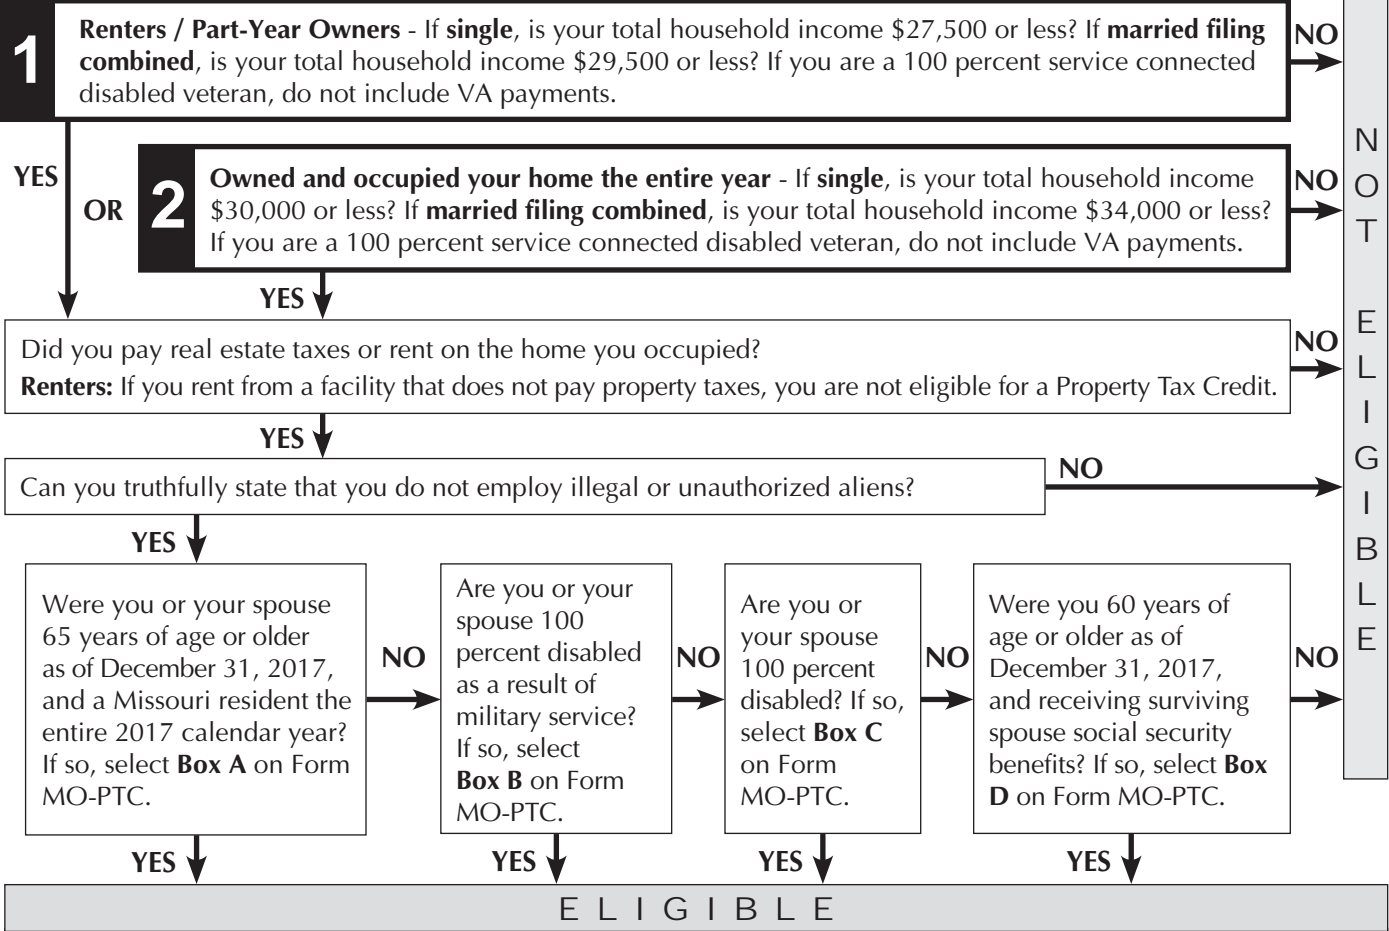 1
Renters / Part-Year Owners - If single, is your total household income $27,500 or less? If married filing
combined, is your total household income $29,500 or less? If you are a 100 percent service connected
disabled veteran, do not include VA payments.
NO
YES
OR
2
Owned and occupied your home the entire year - If single, is your total household income
$30,000 or less? If married filing combined, is your total household income $34,000 or less?
If you are a 100 percent service connected disabled veteran, do not include VA payments.
NO
YES
Did you pay real estate taxes or rent on the home you occupied?
Renters: If you rent from a facility that does not pay property taxes, you are not eligible for a Property Tax Credit.
NO
YES
Can you truthfully state that you do not employ illegal or unauthorized aliens?
NO
YES
Were you or your spouse
65 years of age or older
as of December 31, 2017,
and a Missouri resident the
entire 2017 calendar year?
If so, select Box A on Form
MO-PTC.
NO
YES
Are you or your
spouse 100
percent disabled
as a result of
military service?
If so, select
Box B on Form
MO-PTC.
NO
YES
Are you or
your spouse
100 percent
disabled? If so,
select Box C
on Form
MO-PTC.
NO
YES
Were you 60 years of
age or older as of
December 31, 2017,
and receiving surviving
spouse social security
benefits? If so, select Box
D on Form MO-PTC.
NO
YES
NOT ELIGIBLE
ELIGIBLE